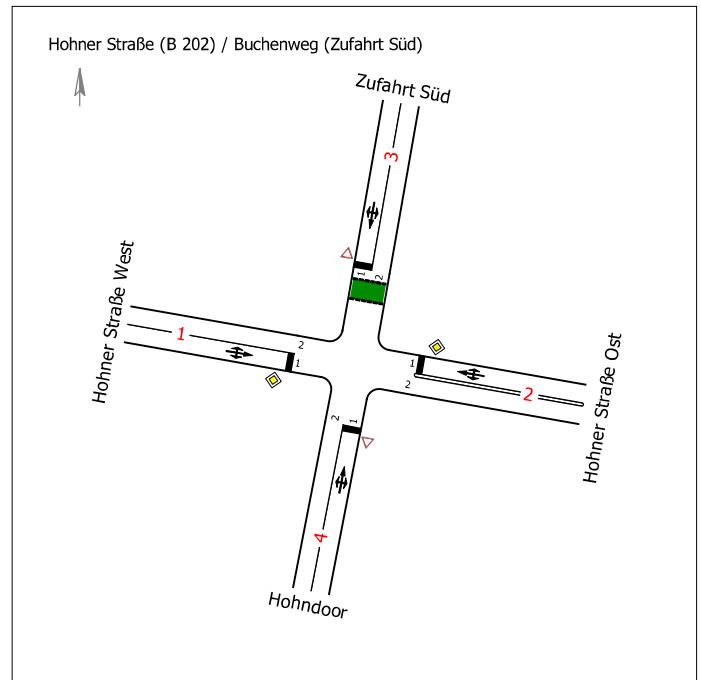 Hohner Straße (B 202) / Buchenweg (Zufahrt Süd)
Zufahrt Süd
3
1
2
Hohner Straße West
1
2
1
1
2
2
Hohner Straße Ost
2
1
4
Hohndoor